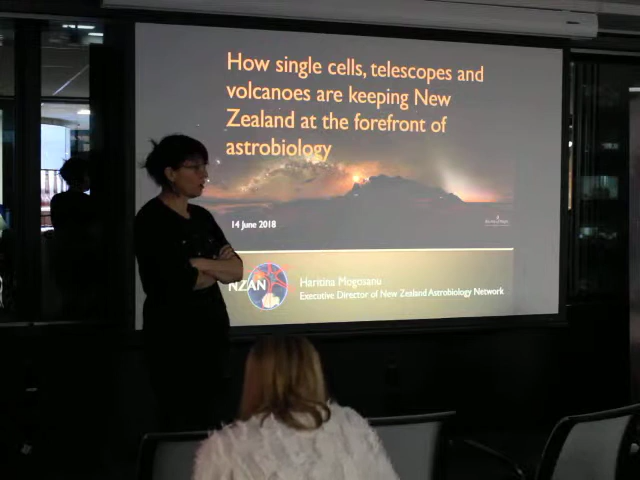 How single cells, telescopes and
volcanoes are keeping New
Zealand at the forefront of
astrobiology
14 June 2018
NZAN
Haritina Mogosanu
Executive Director of New Zealand Astrobiology Network